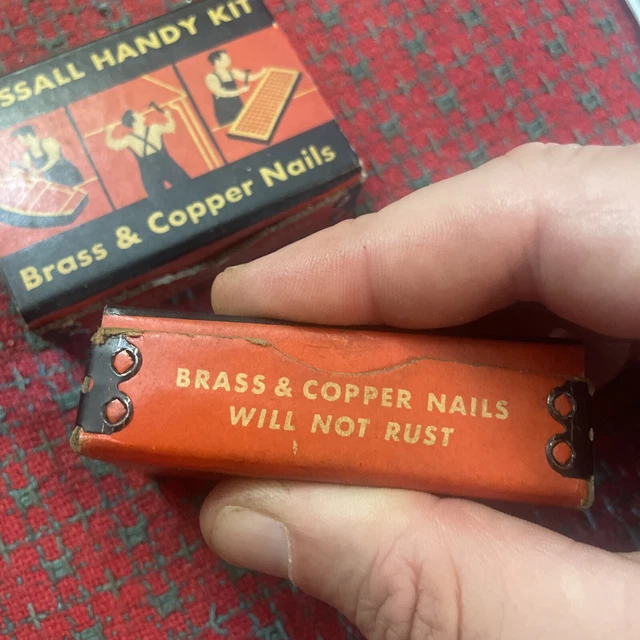 SSALL HANDY KIT
Brass & Copper Nails
BRASS & COPPER NAILS
WILL NOT RUST